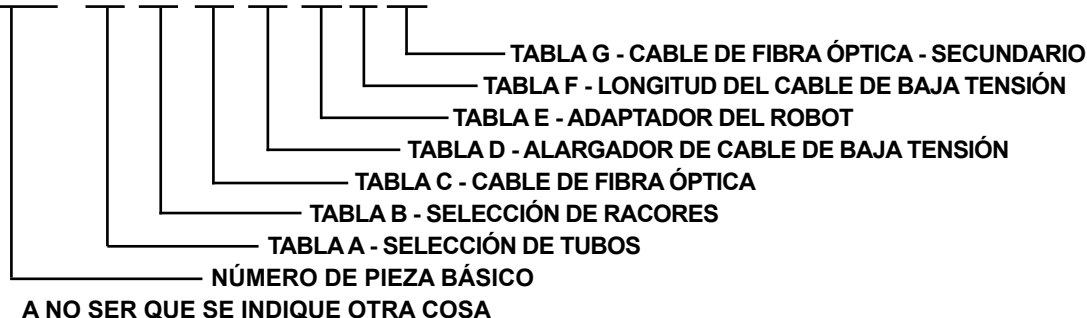 TABLA G - CABLE DE FIBRA ÓPTICA - SECUNDARIO
TABLA F - LONGITUD DEL CABLE DE BAJA TENSIÓN
TABLA E - ADAPTADOR DEL ROBOT
TABLA D - ALARGADOR DE CABLE DE BAJA TENSIÓN
TABLA C - CABLE DE FIBRA ÓPTICA
TABLA B - SELECCIÓN DE RACORES
TABLA A - SELECCIÓN DE TUBOS
NÚMERO DE PIEZA BÁSICO
A NO SER QUE SE INDIQUE OTRA COSA